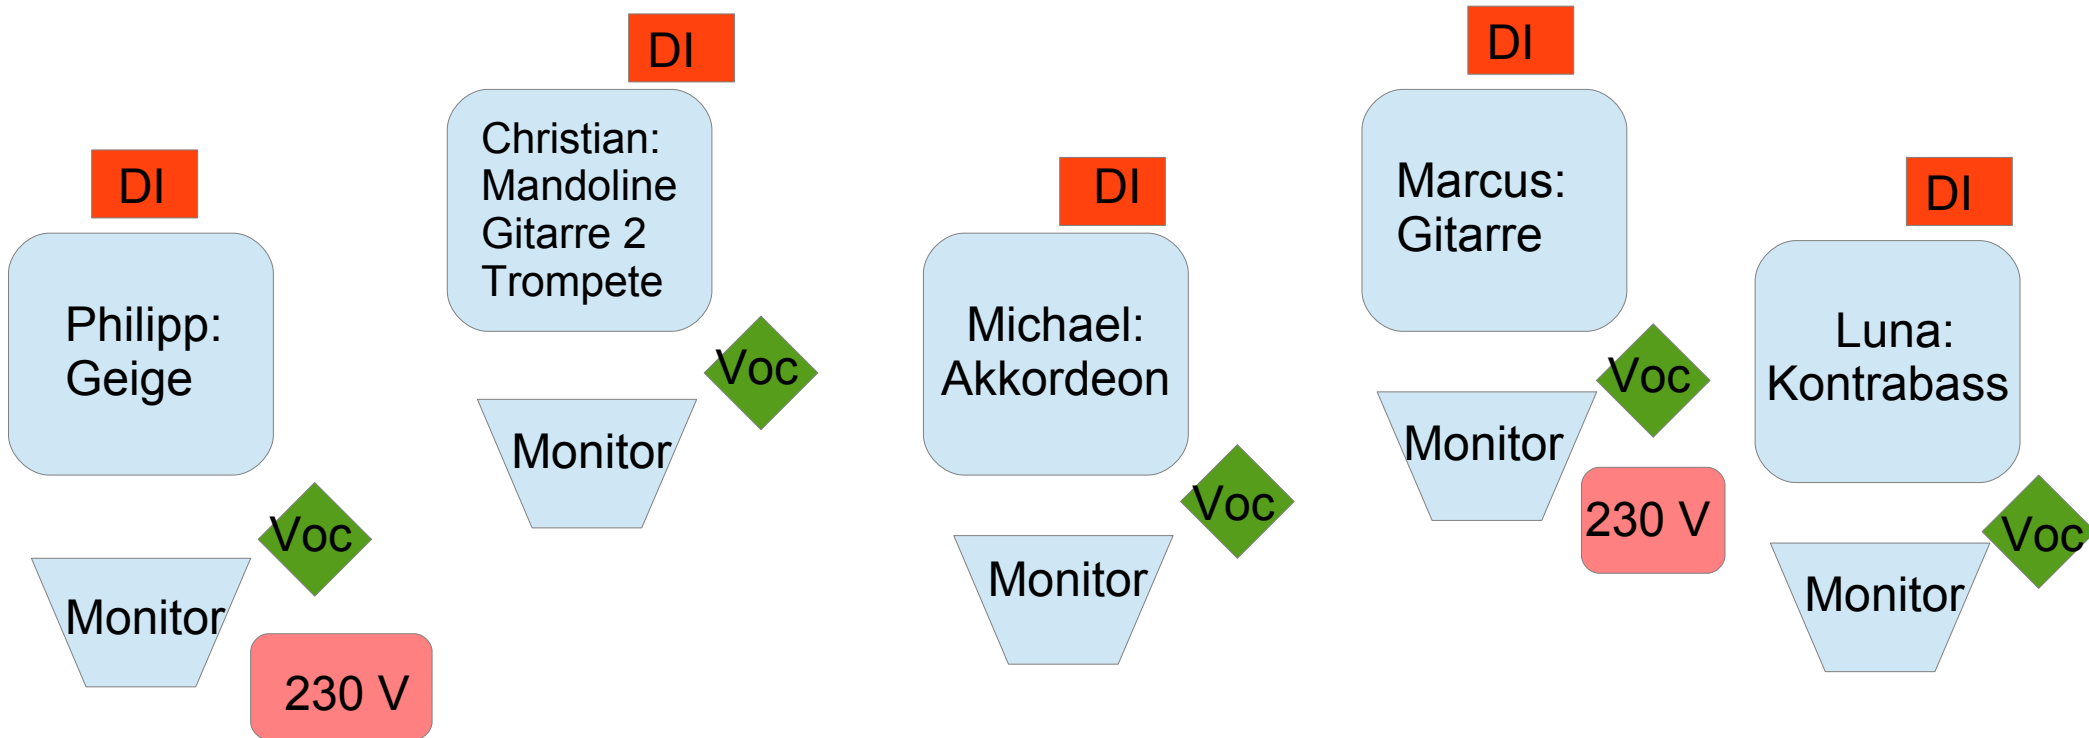 DI
Philipp:
Geige
Voc
Monitor
230 V
DI
Christian:
Mandoline
Gitarre 2
Trompete
Voc
Monitor
DI
Michael:
Akkordeon
Voc
Monitor
DI
Marcus:
Gitarre
Voc
Monitor
230 V
DI
Luna:
Kontrabass
Voc
Monitor